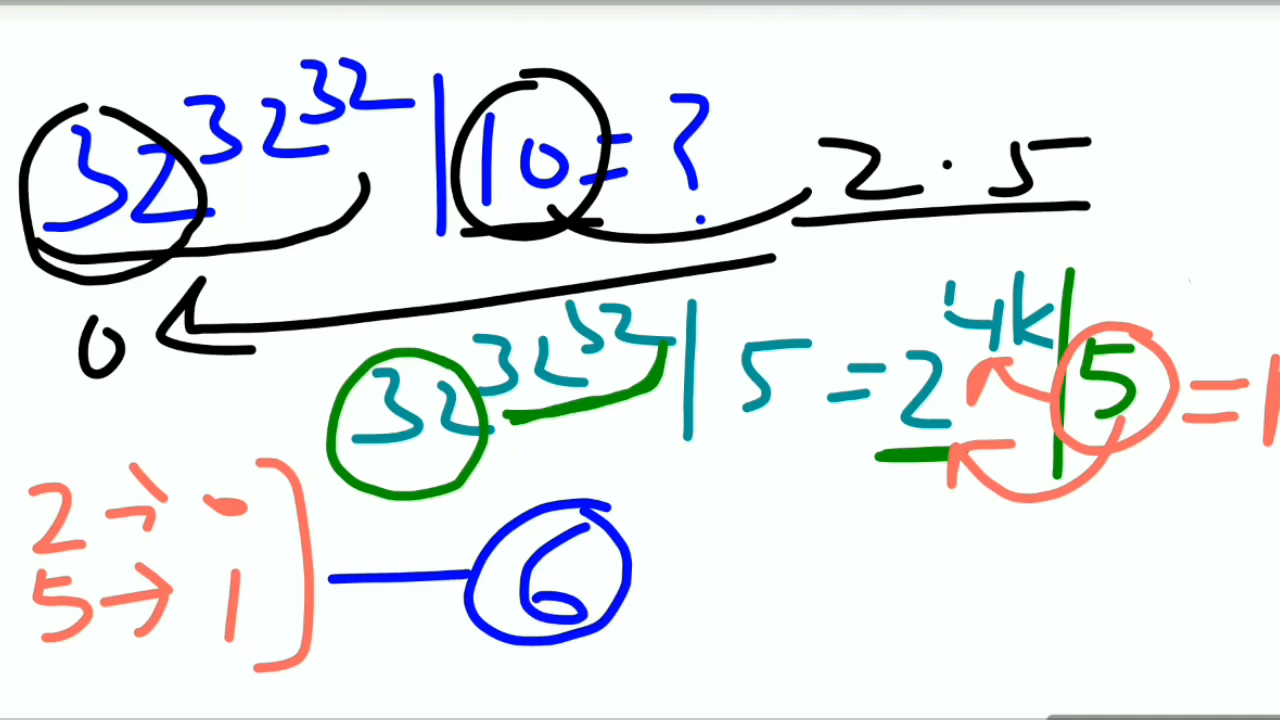 32^32^32 | 10 = ? 2 · 5
0
32^32^32 | 5 = 2^4k | 5 = 1
2 → 0
5 → 1 — 6